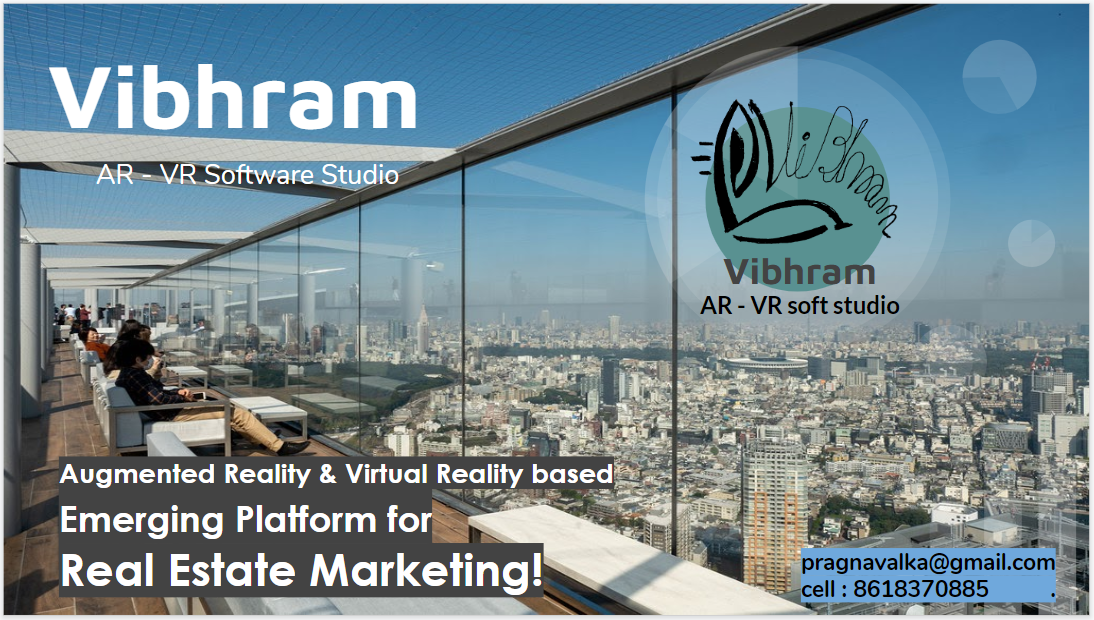 Vibhram
AR - VR Software Studio
ViBhram
Vibhram
AR - VR soft studio
Augmented Reality & Virtual Reality based
Emerging Platform for
Real Estate Marketing!
pragnavalka@gmail.com
cell : 8618370885 .